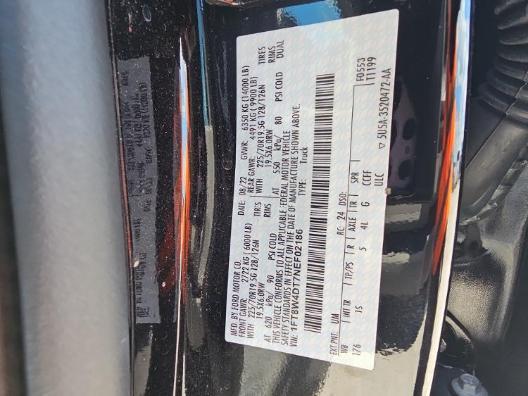 MFD. BY FORD MOTOR CO.
DATE: 08/22 GVWR: 6350 KG (14000 LB)
FRONT GAWR: 2722 KG (6000 LB) REAR GAWR: 4491 KG (9900 LB)
WITH 225/70R19.5G 128/126N TIRES WITH 225/70R19.5G 128/126N TIRES
19.5X6.0RW RIMS 19.5X6.0RW RIMS
AT 620 kPa/ 90 PSI COLD AT 550 kPa/ 80 PSI COLD DUAL
THIS VEHICLE CONFORMS TO ALL APPLICABLE FEDERAL MOTOR VEHICLE
SAFETY STANDARDS IN EFFECT ON THE DATE OF MANUFACTURE SHOWN ABOVE.
VIN: 1FT8W4DT7NEF02186
TYPE: Truck
F0553
T1199
EXT PNT: UM RC: 24 DSO:
WB INT TR TP/PS R AXLE TR SPR
176 JS 5 4L G CCFF
ULC
5U5A-3520472-AA